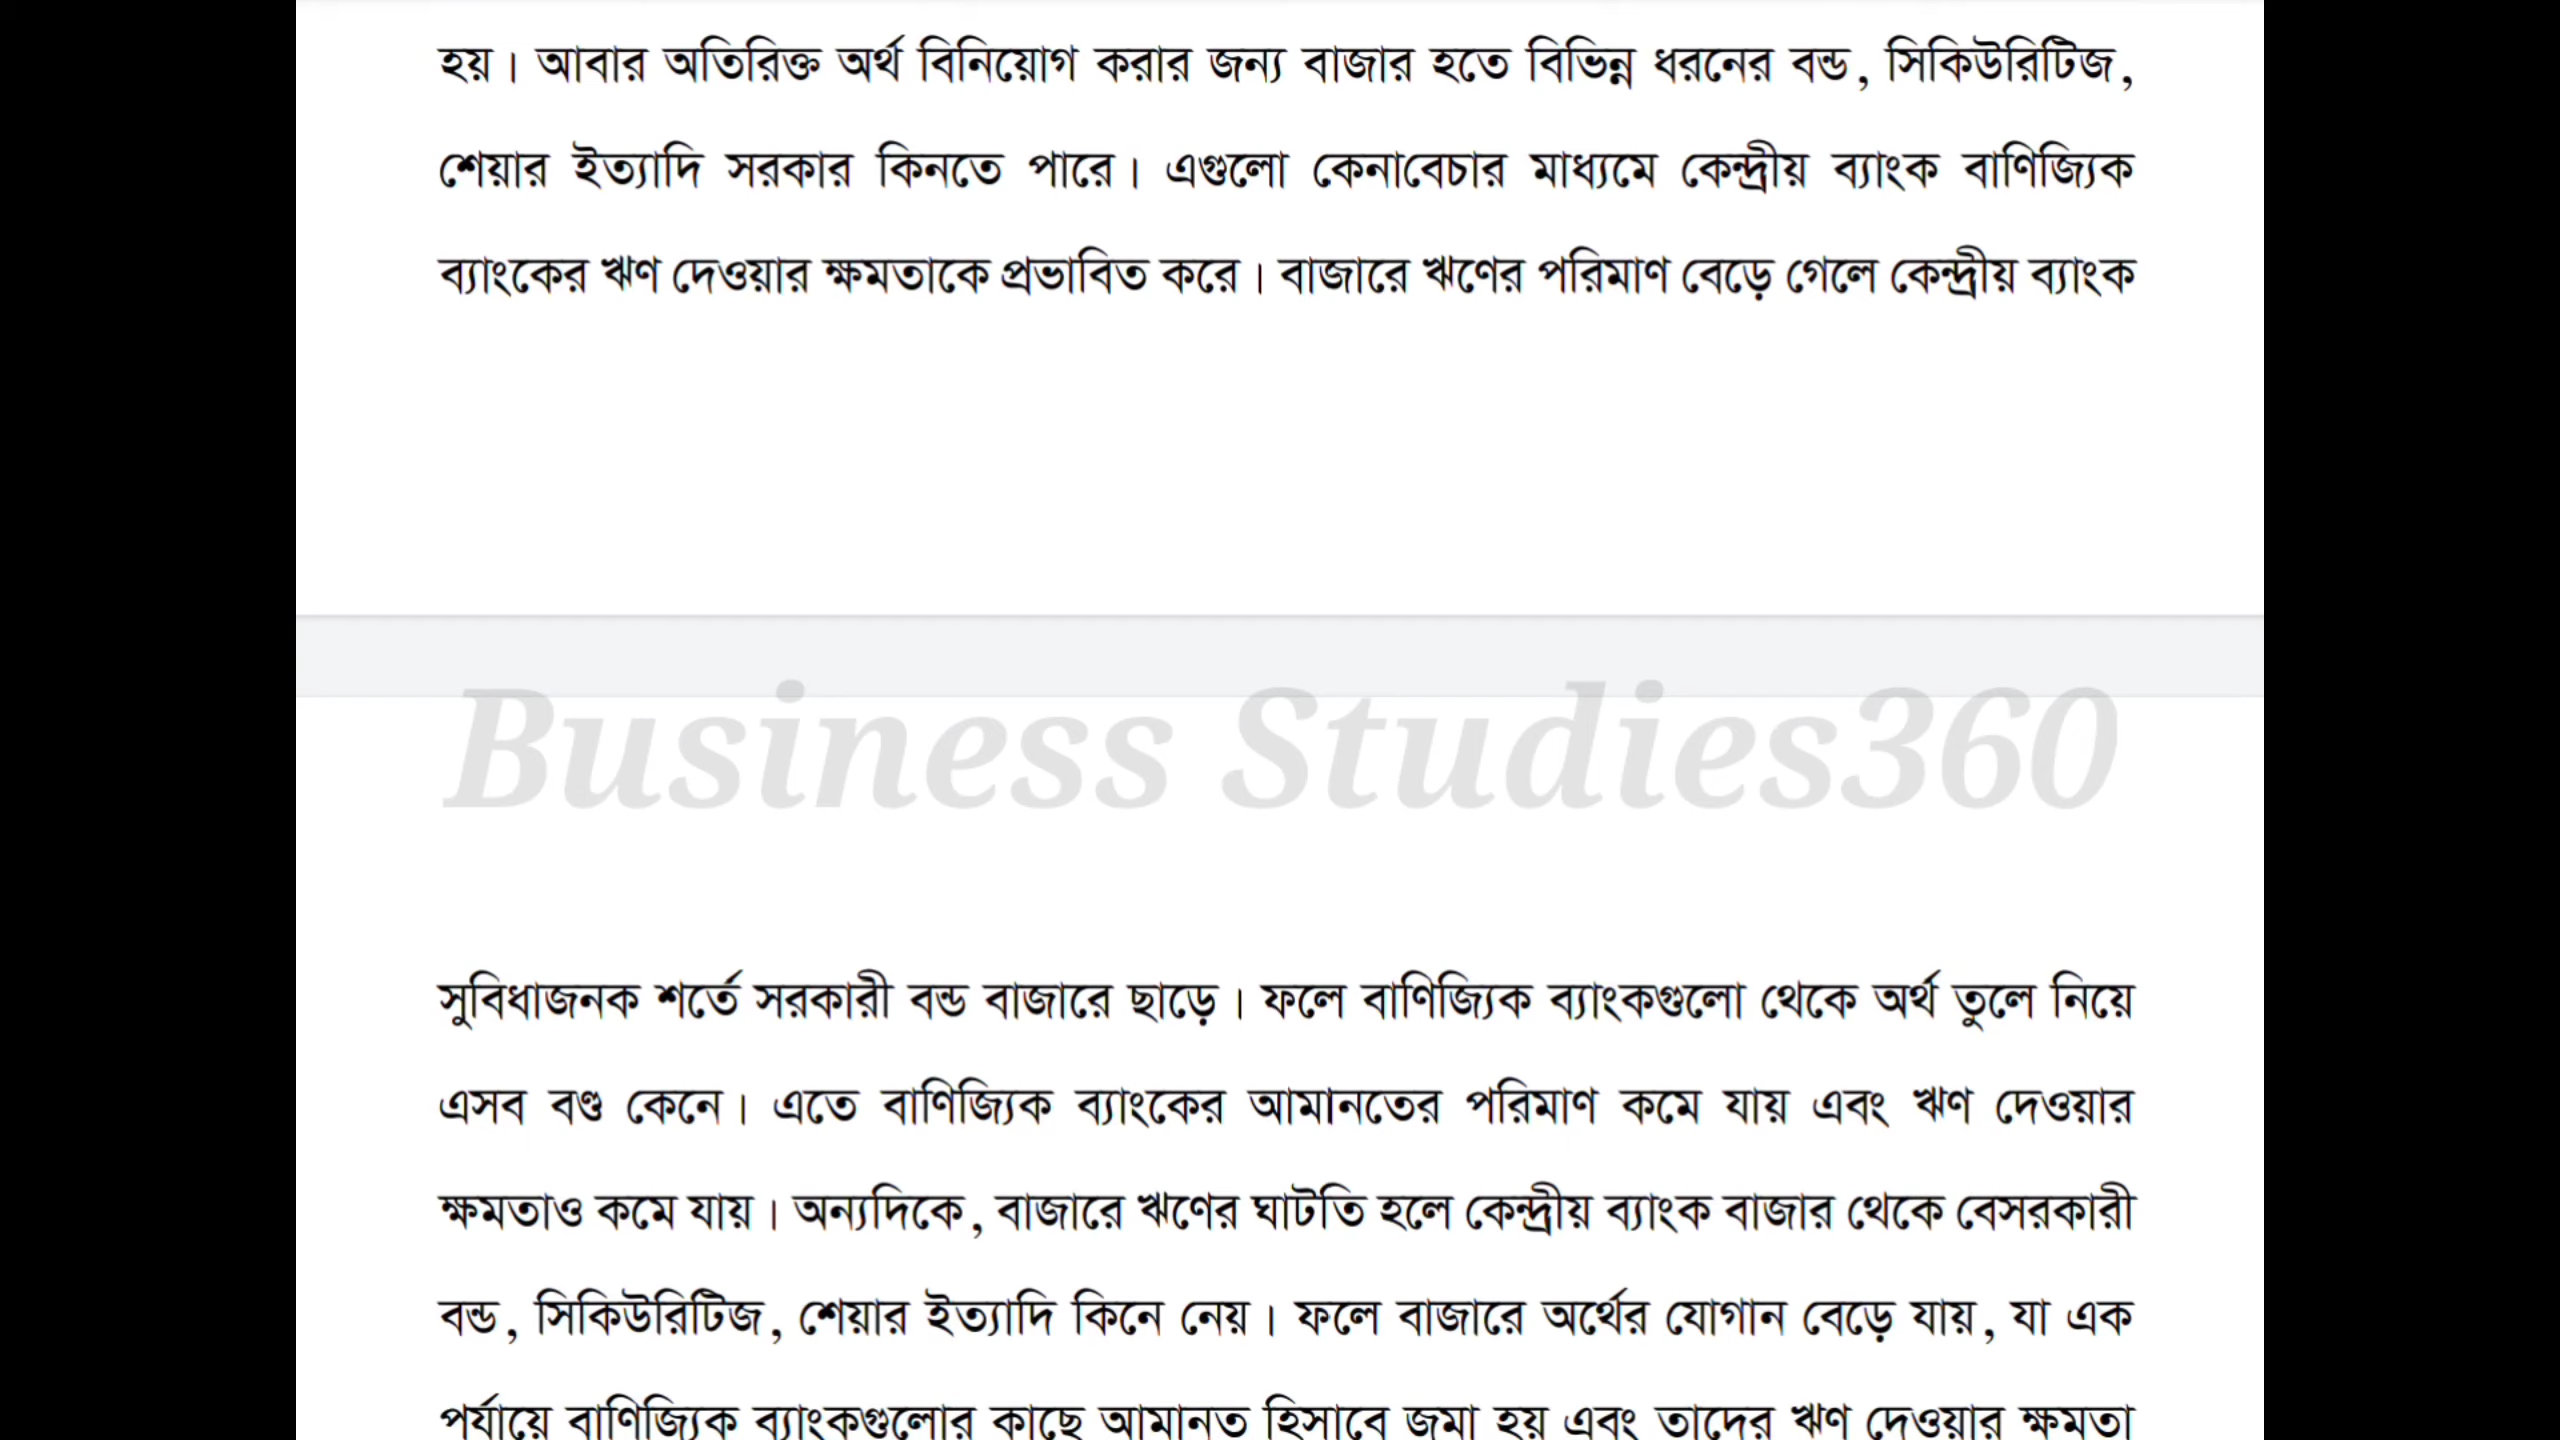 হয়। আবার অতিরিক্ত অর্থ বিনিয়োগ করার জন্য বাজার হতে বিভিন্ন ধরনের বন্ড, সিকিউরিটিজ,
শেয়ার ইত্যাদি সরকার কিনতে পারে। এগুলো কেনাবেচার মাধ্যমে কেন্দ্রীয় ব্যাংক বাণিজ্যিক
ব্যাংকের ঋণ দেওয়ার ক্ষমতাকে প্রভাবিত করে। বাজারে ঋণের পরিমাণ বেড়ে গেলে কেন্দ্রীয় ব্যাংক
Business Studies360
সুবিধাজনক শর্তে সরকারী বন্ড বাজারে ছাড়ে। ফলে বাণিজ্যিক ব্যাংকগুলো থেকে অর্থ তুলে নিয়ে
এসব বণ্ড কেনে। এতে বাণিজ্যিক ব্যাংকের আমানতের পরিমাণ কমে যায় এবং ঋণ দেওয়ার
ক্ষমতাও কমে যায়। অন্যদিকে, বাজারে ঋণের ঘাটতি হলে কেন্দ্রীয় ব্যাংক বাজার থেকে বেসরকারী
বন্ড, সিকিউরিটিজ, শেয়ার ইত্যাদি কিনে নেয়। ফলে বাজারে অর্থের যোগান বেড়ে যায়, যা এক
পর্যায়ে বাণিজ্যিক ব্যাংকগুলোর কাছে আমানত হিসাবে জমা হয় এবং তাদের ঋণ দেওয়ার ক্ষমতা